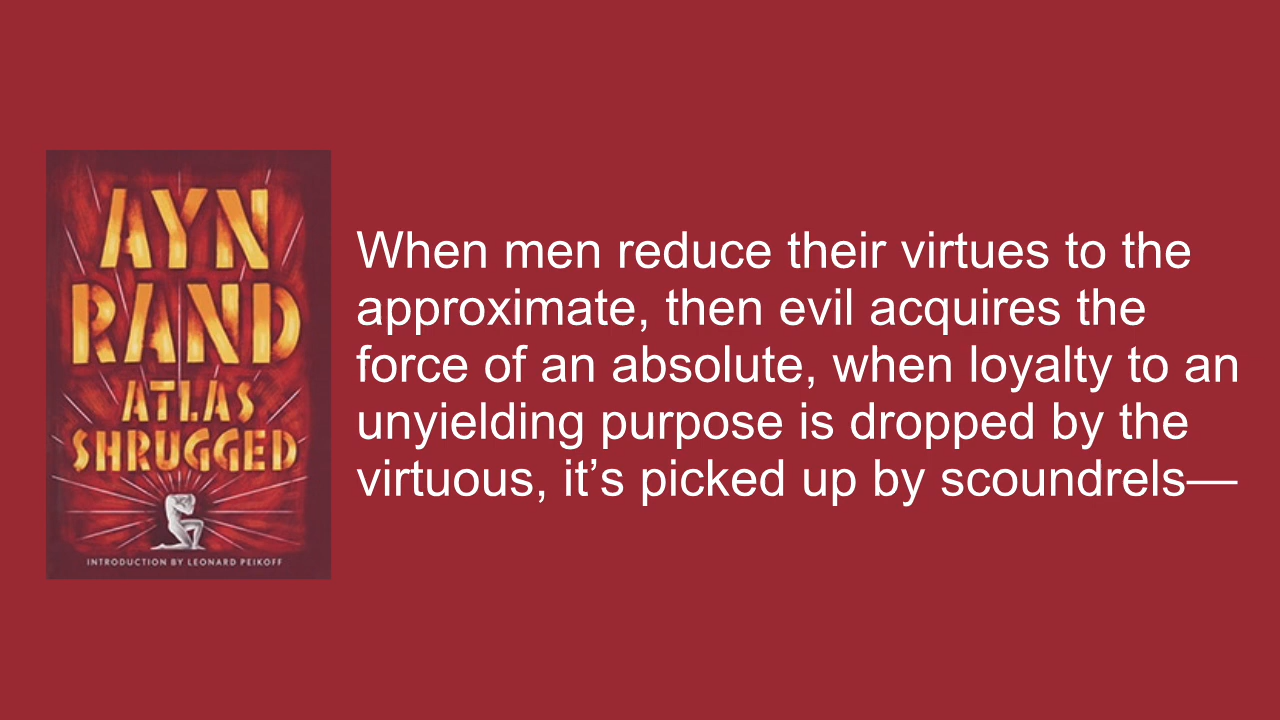 AYN
RAND
ATLAS
SHRUGGED
INTRODUCTION BY LEONARD PEIKOFF
When men reduce their virtues to the
approximate, then evil acquires the
force of an absolute, when loyalty to an
unyielding purpose is dropped by the
virtuous, it’s picked up by scoundrels—